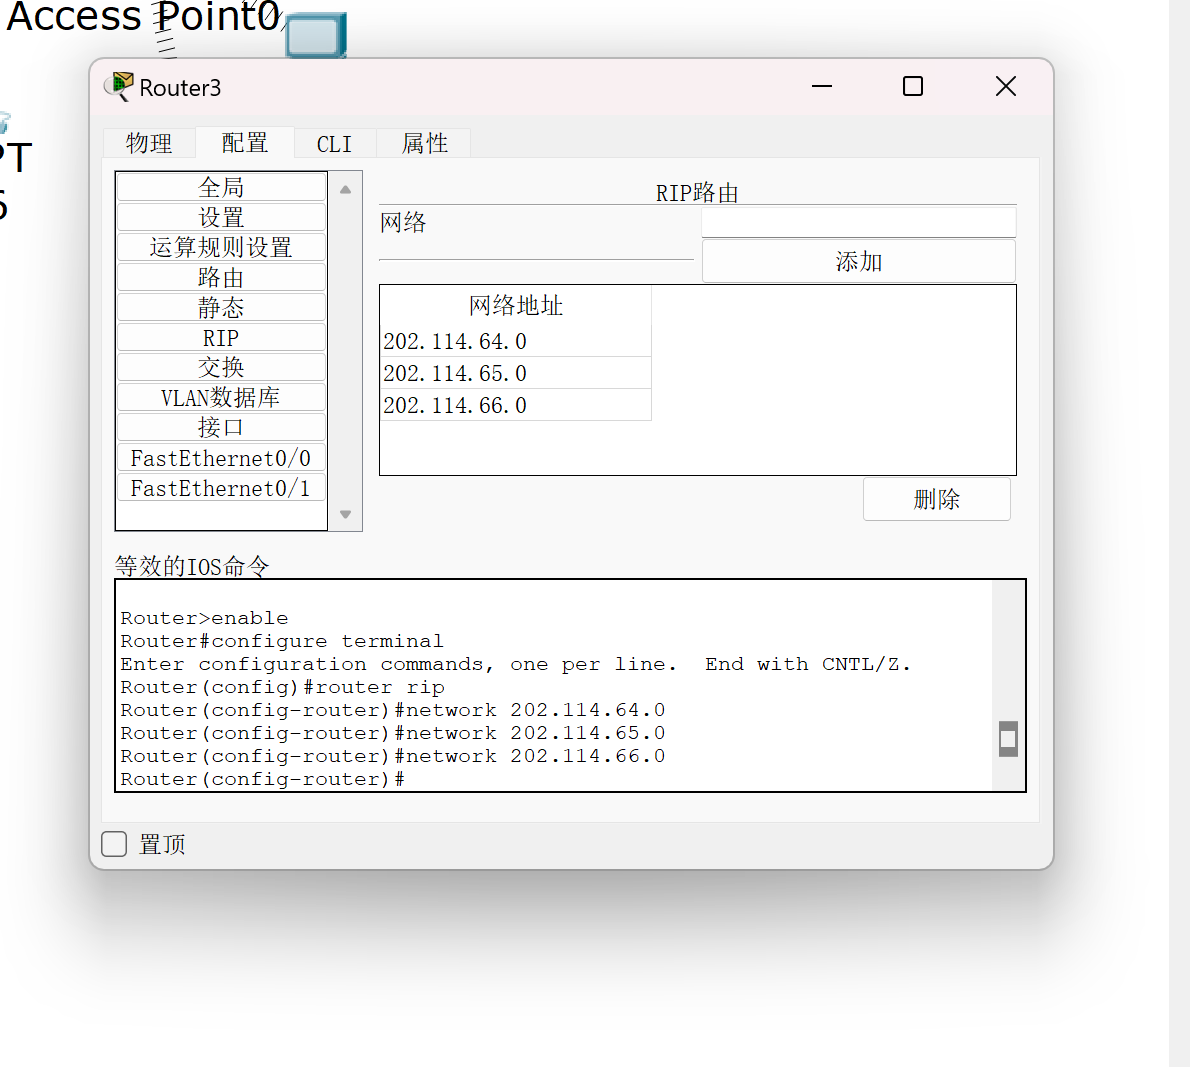 Access Point0
PT
6
Router3
物理
配置
CLI
属性
全局
设置
运算规则设置
路由
静态
RIP
交换
VLAN数据库
接口
FastEthernet0/0
FastEthernet0/1
RIP路由
网络
添加
网络地址
202.114.64.0
202.114.65.0
202.114.66.0
删除
等效的IOS命令
Router>enable
Router#configure terminal
Enter configuration commands, one per line.  End with CNTL/Z.
Router(config)#router rip
Router(config-router)#network 202.114.64.0
Router(config-router)#network 202.114.65.0
Router(config-router)#network 202.114.66.0
Router(config-router)#
置顶